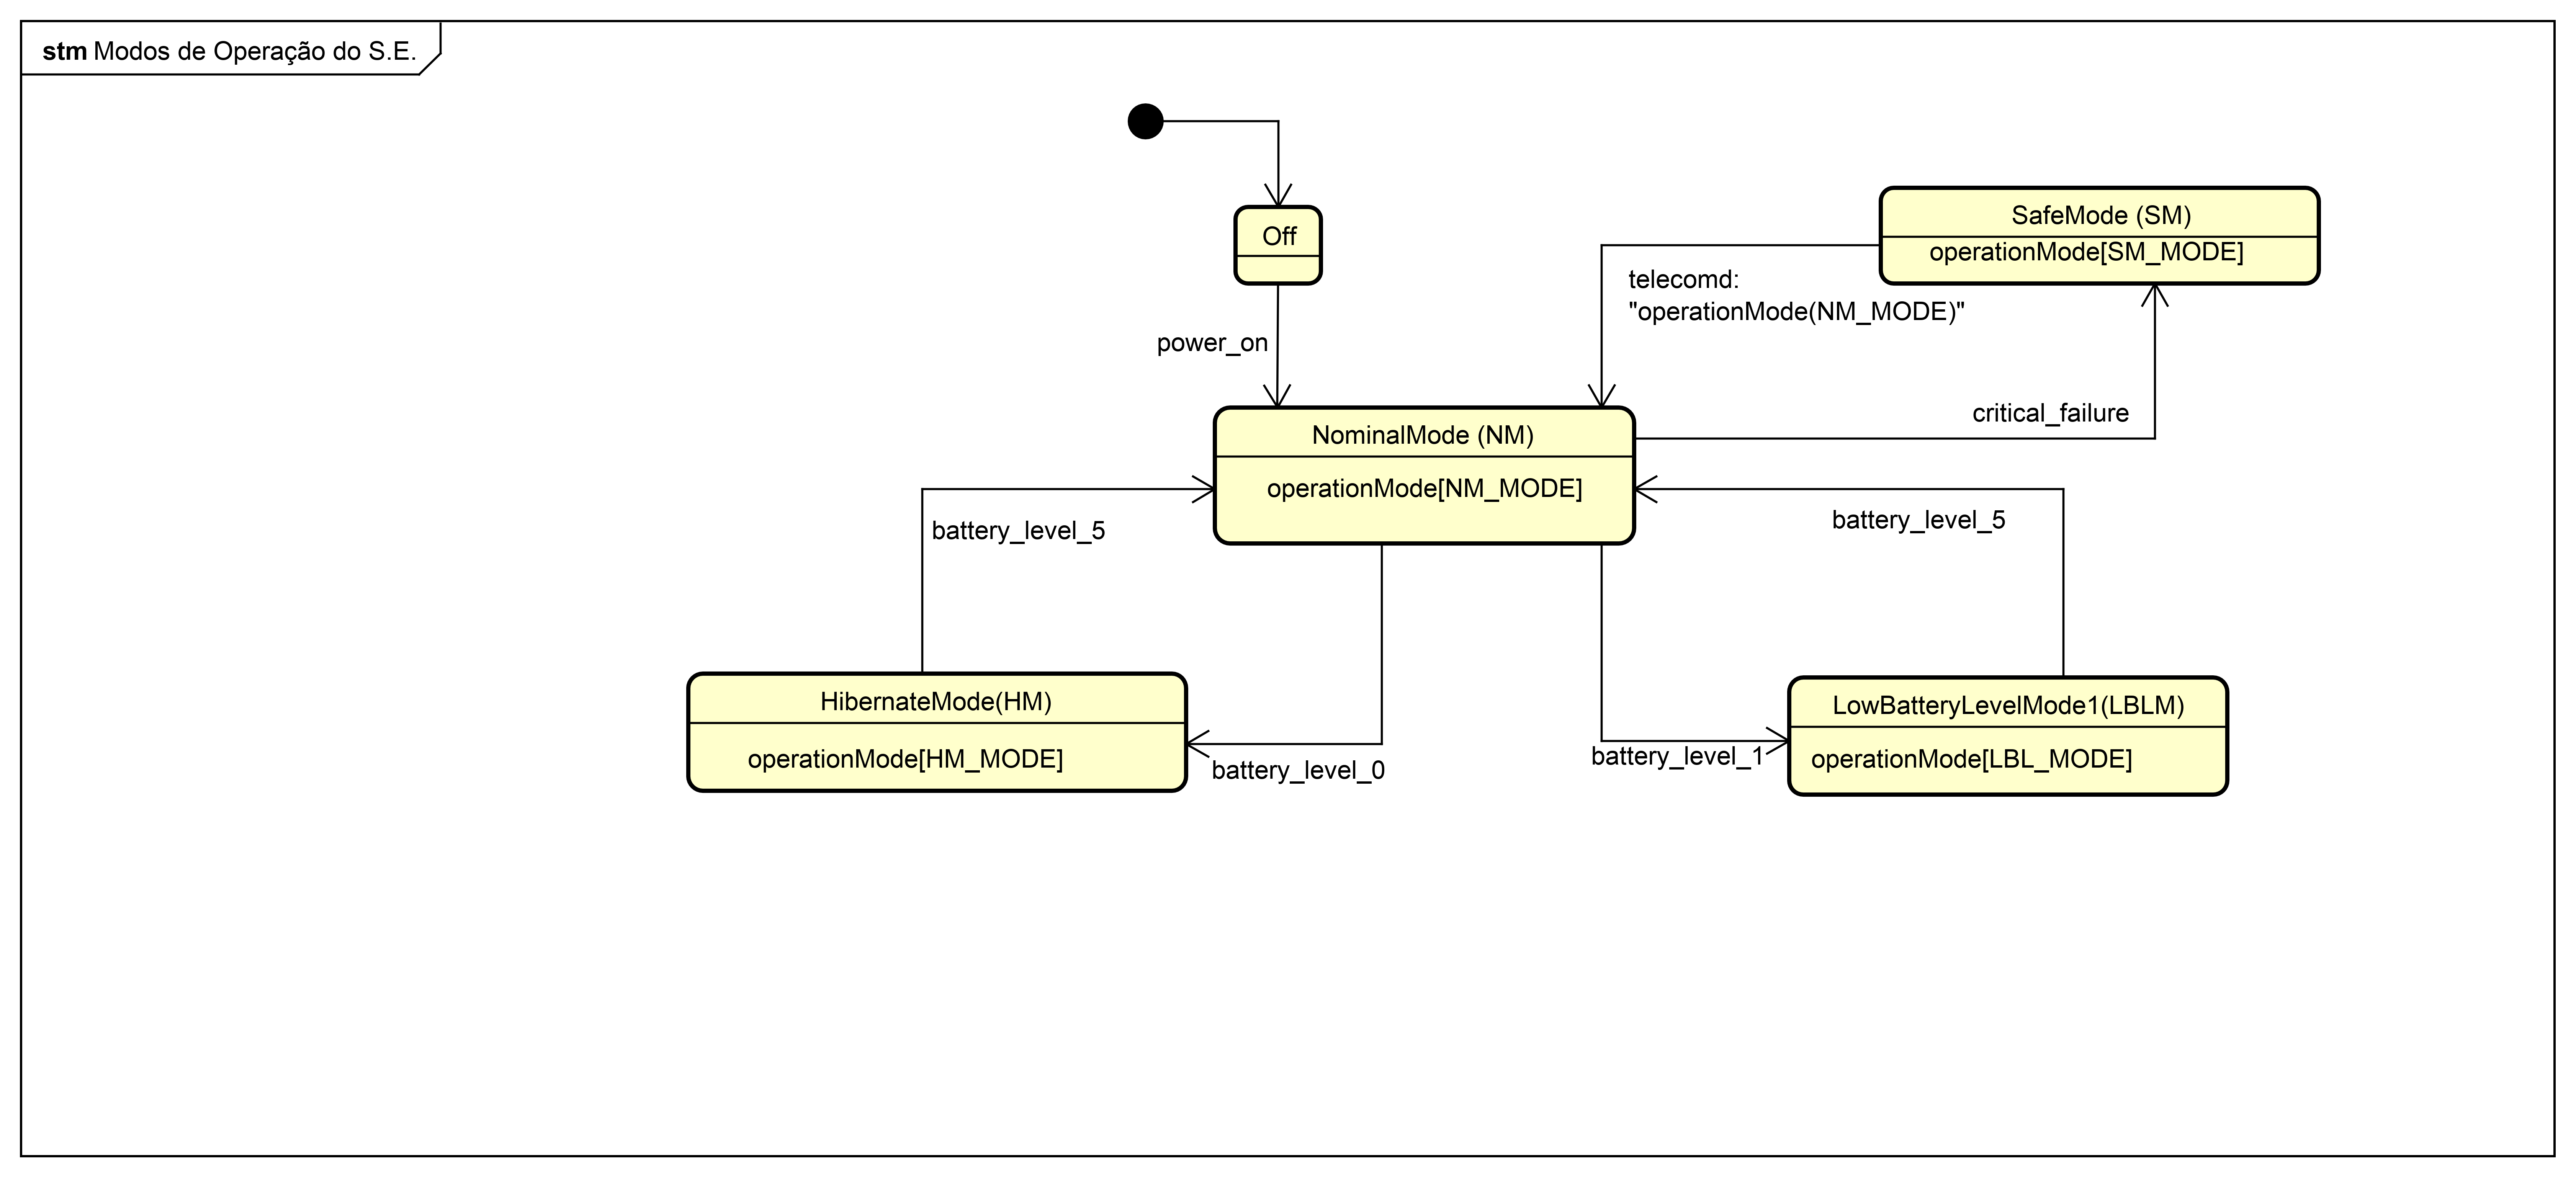 stm Modos de Operação do S.E.
Off
SafeMode (SM)
operationMode[SM_MODE]
telecomd:
"operationMode(NM_MODE)"
power_on
critical_failure
NominalMode (NM)
operationMode[NM_MODE]
battery_level_5
battery_level_5
HibernateMode(HM)
operationMode[HM_MODE]
battery_level_0
battery_level_1
LowBatteryLevelMode1(LBLM)
operationMode[LBL_MODE]